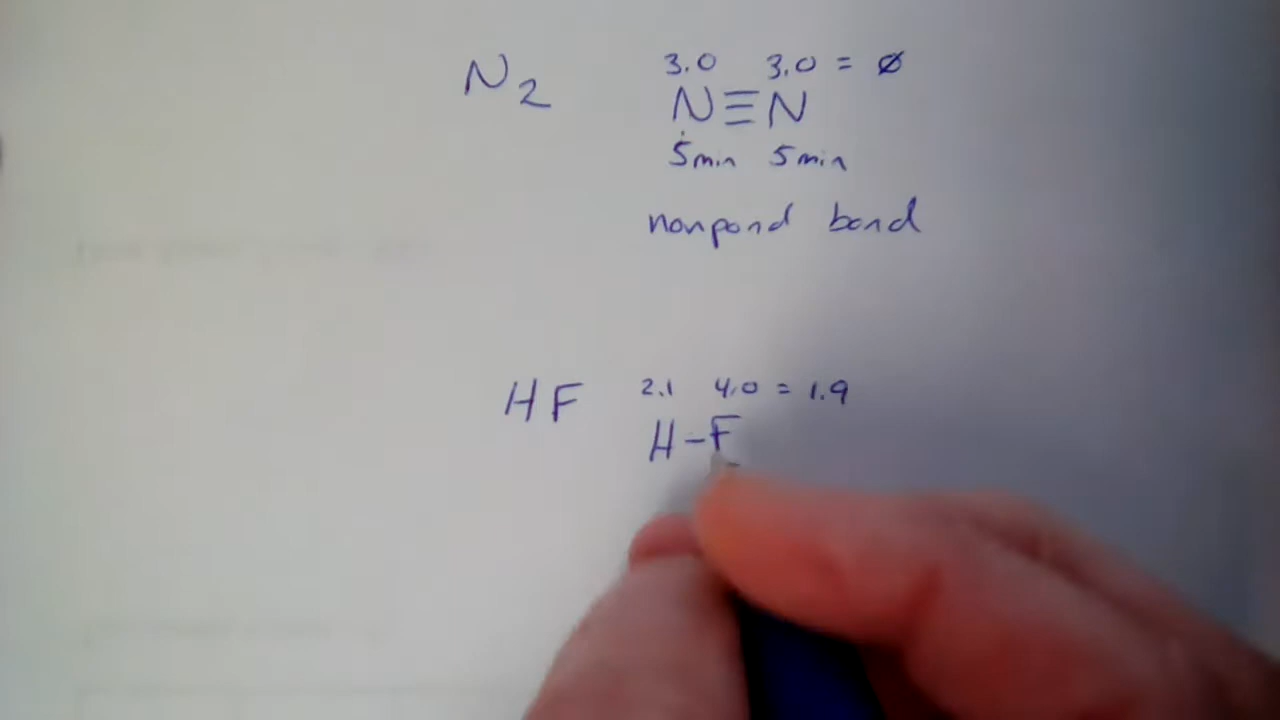 N2
3.0 3.0 = ∅
N≡N
5min 5min
nonpond bond
HF
2.1 4.0 = 1.9
H-F